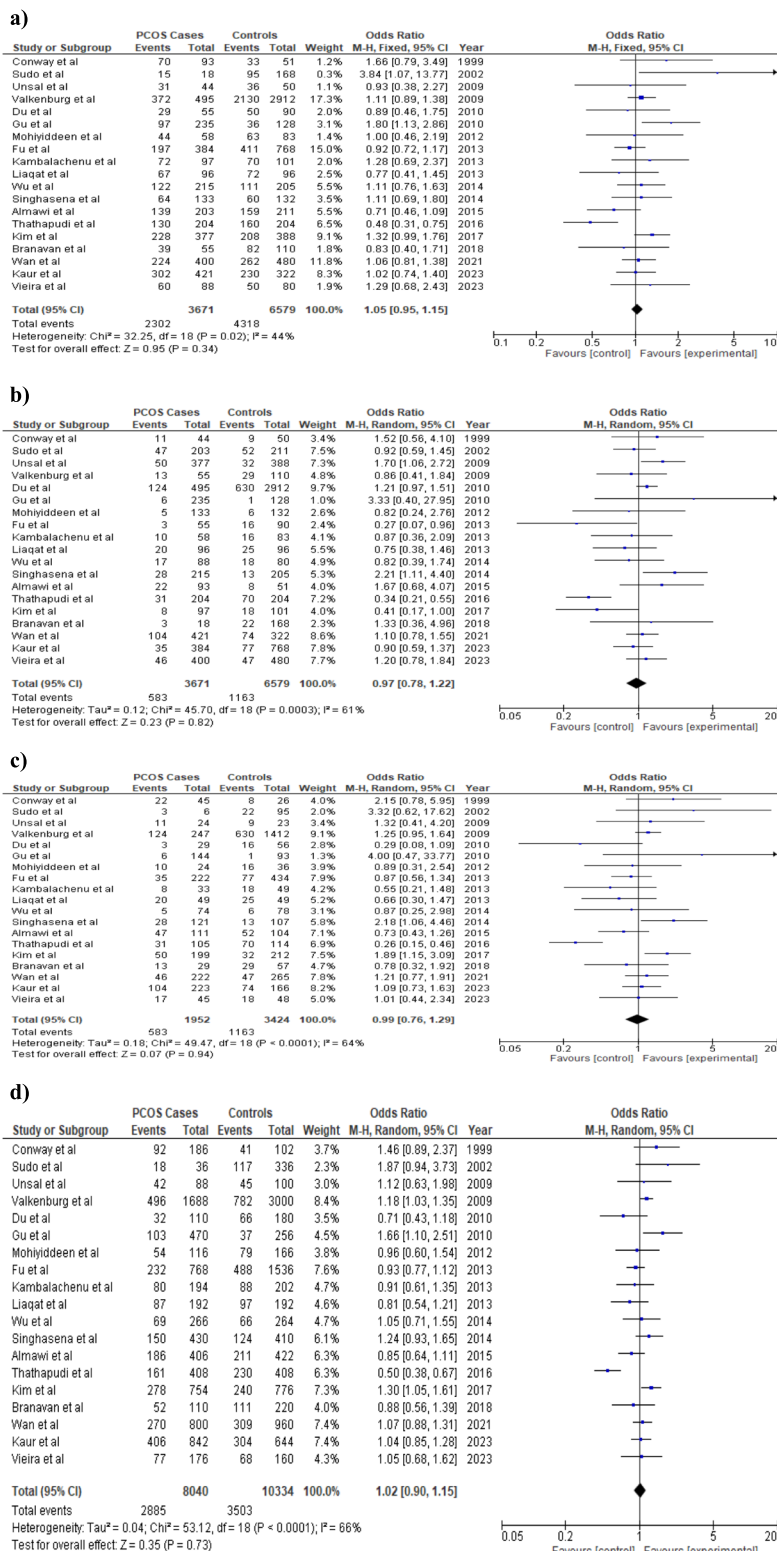 a)
PCOS Cases Controls Odds Ratio Odds Ratio
Study or Subgroup Events Total Events Total Weight M-H, Fixed, 95% CI Year M-H, Fixed, 95% CI
Conway et al 70 93 33 51 1.2% 1.66 [0.79, 3.49] 1999
Sudo et al 15 18 95 168 0.3% 3.84 [1.07, 13.77] 2002
Unsal et al 31 44 36 50 1.2% 0.93 [0.38, 2.27] 2009
Valkenburg et al 372 495 2130 2912 17.3% 1.11 [0.89, 1.38] 2009
Du et al 29 55 50 90 2.2% 0.89 [0.46, 1.75] 2010
Gu et al 97 235 36 128 3.2% 1.80 [1.13, 2.86] 2010
Mohiyiddeen et al 44 58 63 83 1.5% 1.00 [0.46, 2.19] 2012
Fu et al 197 384 411 768 15.0% 0.92 [0.72, 1.17] 2013
Kambalachenu et al 72 97 70 101 2.0% 1.28 [0.69, 2.37] 2013
Liaqat et al 67 96 72 96 2.5% 0.77 [0.41, 1.45] 2013
Wu et al 122 215 111 205 5.7% 1.11 [0.76, 1.63] 2014
Singhasena et al 64 133 60 132 3.6% 1.11 [0.69, 1.80] 2014
Almawi et al 139 203 159 211 5.7% 0.71 [0.46, 1.09] 2015
Thathapudi et al 130 204 160 204 6.7% 0.48 [0.31, 0.75] 2016
Kim et al 228 377 208 388 9.4% 1.32 [0.99, 1.76] 2017
Branavan et al 39 55 82 110 1.8% 0.83 [0.40, 1.71] 2018
Wan et al 224 400 262 480 12.1% 1.06 [0.81, 1.38] 2021
Kaur et al 302 421 230 322 8.5% 1.02 [0.74, 1.40] 2023
Vieira et al 60 88 50 80 1.9% 1.29 [0.68, 2.43] 2023
Total (95% CI) 3671 6579 100.0% 1.05 [0.95, 1.15]
Total events 2302 4318
Heterogeneity: Chi² = 32.25, df = 18 (P = 0.02); I² = 44%
Test for overall effect: Z = 0.95 (P = 0.34)
0.1 0.2 0.5 1 2 5 10
Favours [control] Favours [experimental]
b)
PCOS Cases Controls Odds Ratio Odds Ratio
Study or Subgroup Events Total Events Total Weight M-H, Random, 95% CI Year M-H, Random, 95% CI
Conway et al 11 44 9 50 3.4% 1.52 [0.56, 4.10] 1999
Sudo et al 47 203 52 211 7.5% 0.92 [0.59, 1.45] 2002
Unsal et al 50 377 32 388 7.3% 1.70 [1.06, 2.72] 2009
Valkenburg et al 13 55 29 110 4.8% 0.86 [0.41, 1.84] 2009
Du et al 124 495 630 2912 9.9% 1.21 [0.97, 1.51] 2010
Gu et al 6 235 1 128 1.0% 3.33 [0.40, 27.95] 2010
Mohiyiddeen et al 5 133 6 132 2.6% 0.82 [0.24, 2.76] 2012
Fu et al 3 55 16 90 2.4% 0.27 [0.07, 0.96] 2013
Kambalachenu et al 10 58 16 83 4.0% 0.87 [0.36, 2.09] 2013
Liaqat et al 20 96 25 96 5.3% 0.75 [0.38, 1.46] 2013
Wu et al 17 88 18 80 4.7% 0.82 [0.39, 1.74] 2014
Singhasena et al 28 215 13 205 5.2% 2.21 [1.11, 4.40] 2014
Almawi et al 22 93 8 51 3.9% 1.67 [0.68, 4.07] 2015
Thathapudi et al 31 204 70 204 7.2% 0.34 [0.21, 0.55] 2016
Kim et al 8 97 18 101 4.0% 0.41 [0.17, 1.00] 2017
Branavan et al 3 18 22 168 2.3% 1.33 [0.36, 4.96] 2018
Wan et al 104 421 74 322 8.8% 1.10 [0.78, 1.55] 2021
Kaur et al 35 384 77 768 7.8% 0.90 [0.59, 1.37] 2023
Vieira et al 46 400 47 480 7.7% 1.20 [0.78, 1.84] 2023
Total (95% CI) 3671 6579 100.0% 0.97 [0.78, 1.22]
Total events 583 1163
Heterogeneity: Tau² = 0.12; Chi² = 45.70, df = 18 (P = 0.0003); I² = 61%
Test for overall effect: Z = 0.23 (P = 0.82)
0.05 0.2 1 5 20
Favours [control] Favours [experimental]
c)
PCOS Cases Controls Odds Ratio Odds Ratio
Study or Subgroup Events Total Events Total Weight M-H, Random, 95% CI Year M-H, Random, 95% CI
Conway et al 22 45 8 26 4.0% 2.15 [0.78, 5.95] 1999
Sudo et al 3 6 22 95 2.0% 3.32 [0.62, 17.62] 2002
Unsal et al 11 24 9 23 3.5% 1.32 [0.41, 4.20] 2009
Valkenburg et al 124 247 630 1412 9.2% 1.25 [0.95, 1.64] 2009
Du et al 3 29 16 56 2.9% 0.29 [0.08, 1.09] 2010
Gu et al 6 144 1 93 1.3% 4.00 [0.47, 33.77] 2010
Mohiyiddeen et al 10 24 16 36 3.9% 0.89 [0.31, 2.54] 2012
Fu et al 35 222 77 434 7.8% 0.87 [0.56, 1.34] 2013
Kambalachenu et al 8 33 18 49 4.2% 0.55 [0.21, 1.48] 2013
Liaqat et al 20 49 25 49 5.2% 0.66 [0.30, 1.47] 2013
Wu et al 5 74 6 78 3.2% 0.87 [0.25, 2.98] 2014
Singhasena et al 28 121 13 107 5.7% 2.18 [1.06, 4.46] 2014
Almawi et al 47 111 52 104 7.1% 0.73 [0.43, 1.26] 2015
Thathapudi et al 31 105 70 114 6.9% 0.26 [0.15, 0.46] 2016
Kim et al 50 199 32 212 7.4% 1.89 [1.15, 3.09] 2017
Branavan et al 13 29 29 57 4.6% 0.78 [0.32, 1.92] 2018
Wan et al 46 222 47 265 7.7% 1.21 [0.77, 1.91] 2021
Kaur et al 104 223 74 166 8.1% 1.09 [0.73, 1.63] 2023
Vieira et al 17 45 18 48 5.0% 1.01 [0.44, 2.34] 2023
Total (95% CI) 1952 3424 100.0% 0.99 [0.76, 1.29]
Total events 583 1163
Heterogeneity: Tau² = 0.18; Chi² = 49.47, df = 18 (P < 0.0001); I² = 64%
Test for overall effect: Z = 0.07 (P = 0.94)
0.05 0.2 1 5 20
Favours [control] Favours [experimental]
d)
PCOS Cases Controls Odds Ratio Odds Ratio
Study or Subgroup Events Total Events Total Weight M-H, Random, 95% CI Year M-H, Random, 95% CI
Conway et al 92 186 41 102 3.7% 1.46 [0.89, 2.37] 1999
Sudo et al 18 36 117 336 2.3% 1.87 [0.94, 3.73] 2002
Unsal et al 42 88 45 100 3.1% 1.12 [0.63, 1.98] 2009
Valkenburg et al 496 1688 782 3000 8.4% 1.18 [1.03, 1.35] 2009
Du et al 32 110 66 180 3.5% 0.71 [0.43, 1.18] 2010
Gu et al 103 470 37 256 4.5% 1.66 [1.10, 2.51] 2010
Mohiyiddeen et al 54 116 79 166 3.8% 0.96 [0.60, 1.54] 2012
Fu et al 232 768 488 1536 7.6% 0.93 [0.77, 1.12] 2013
Kambalachenu et al 80 194 88 202 4.6% 0.91 [0.61, 1.35] 2013
Liaqat et al 87 192 97 192 4.5% 0.81 [0.54, 1.21] 2013
Wu et al 69 266 66 264 4.6% 1.05 [0.71, 1.55] 2014
Singhasena et al 150 430 124 410 6.1% 1.24 [0.93, 1.65] 2014
Almawi et al 186 406 211 422 6.3% 0.85 [0.64, 1.11] 2015
Thathapudi et al 161 408 230 408 6.2% 0.50 [0.38, 0.67] 2016
Kim et al 278 754 240 776 7.2% 1.30 [1.05, 1.61] 2017
Branavan et al 52 110 111 220 3.9% 0.88 [0.56, 1.39] 2018
Wan et al 270 800 309 960 7.5% 1.07 [0.88, 1.31] 2021
Kaur et al 406 842 304 644 7.3% 1.04 [0.85, 1.28] 2023
Vieira et al 77 176 68 160 4.3% 1.05 [0.68, 1.62] 2023
Total (95% CI) 8040 10334 100.0% 1.02 [0.90, 1.15]
Total events 2885 3503
Heterogeneity: Tau² = 0.04; Chi² = 53.12, df = 18 (P < 0.0001); I² = 66%
Test for overall effect: Z = 0.35 (P = 0.73)
0.05 0.2 1 5 20
Favours [control] Favours [experimental]